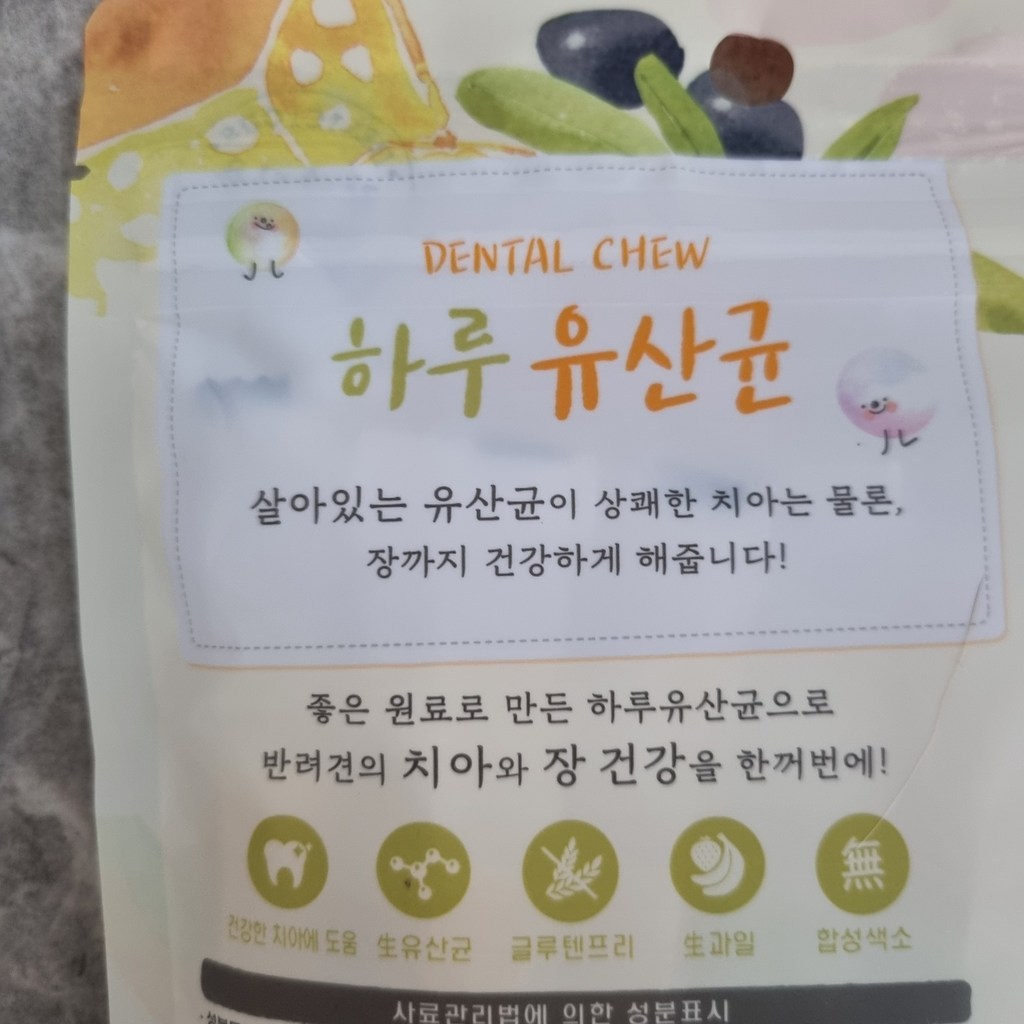 DENTAL CHEW
하루 유산균
살아있는 유산균이 상쾌한 치아는 물론,
장까지 건강하게 해줍니다!
좋은 원료로 만든 하루유산균으로
반려견의 치아와 장 건강을 한꺼번에!
無
건강한 치아에 도움 生유산균 글루텐프리 生과일 합성색소
사료관리법에 의한 성분표시